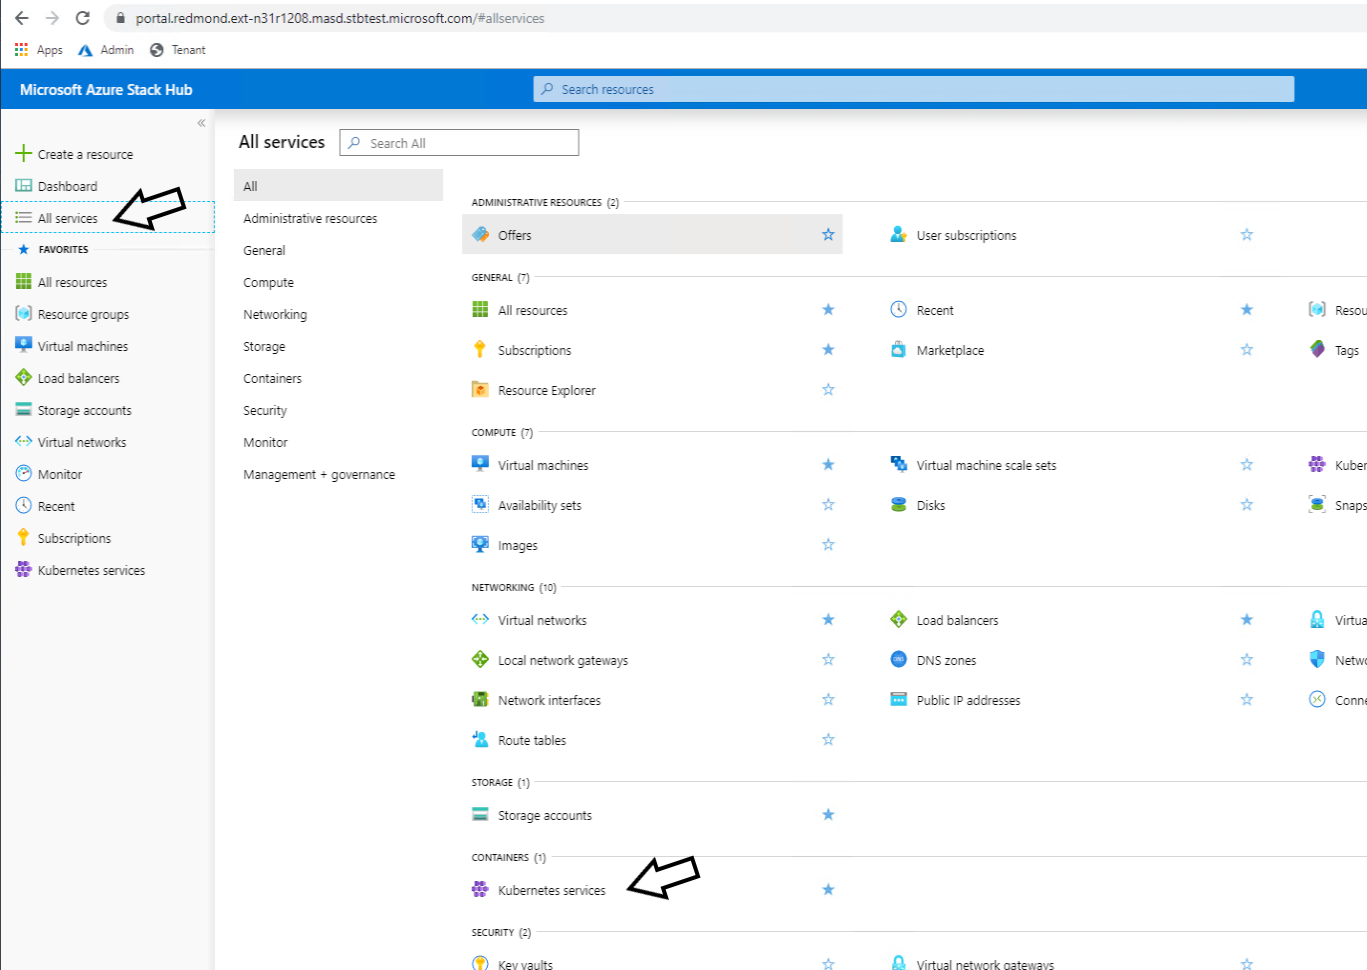 portal.redmond.ext-n31r1208.masd.stbtest.microsoft.com/#allservices
Apps Admin Tenant
Microsoft Azure Stack Hub
Search resources
«
Create a resource
Dashboard
All services
FAVORITES
All resources
Resource groups
Virtual machines
Load balancers
Storage accounts
Virtual networks
Monitor
Recent
Subscriptions
Kubernetes services
All services
Search All
All
Administrative resources
General
Compute
Networking
Storage
Containers
Security
Monitor
Management + governance
ADMINISTRATIVE RESOURCES (2)
Offers
User subscriptions
GENERAL (7)
All resources
Recent
Resou
Subscriptions
Marketplace
Tags
Resource Explorer
COMPUTE (7)
Virtual machines
Virtual machine scale sets
Kuber
Availability sets
Disks
Snaps
Images
NETWORKING (10)
Virtual networks
Load balancers
Virtua
Local network gateways
DNS zones
Netwo
Network interfaces
Public IP addresses
Conne
Route tables
STORAGE (1)
Storage accounts
CONTAINERS (1)
Kubernetes services
SECURITY (2)
Key vaults
Virtual network gateways